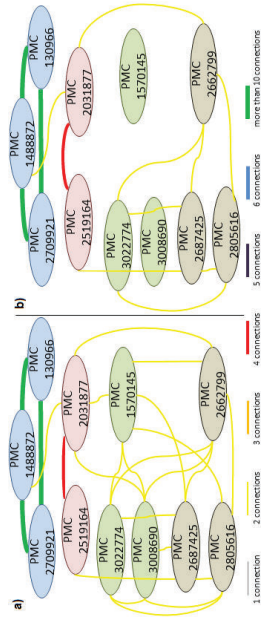 a)
PMC
1488872
PMC
2709921
PMC
130966
PMC
2519164
PMC
2031877
PMC
3022774
PMC
1570145
PMC
3008690
PMC
2687425
PMC
2662799
PMC
2805616
b)
PMC
1488872
PMC
2709921
PMC
130966
PMC
2519164
PMC
2031877
PMC
3022774
PMC
1570145
PMC
3008690
PMC
2687425
PMC
2662799
PMC
2805616
1 connection
2 connections
3 connections
4 connections
5 connections
6 connections
more than 10 connections